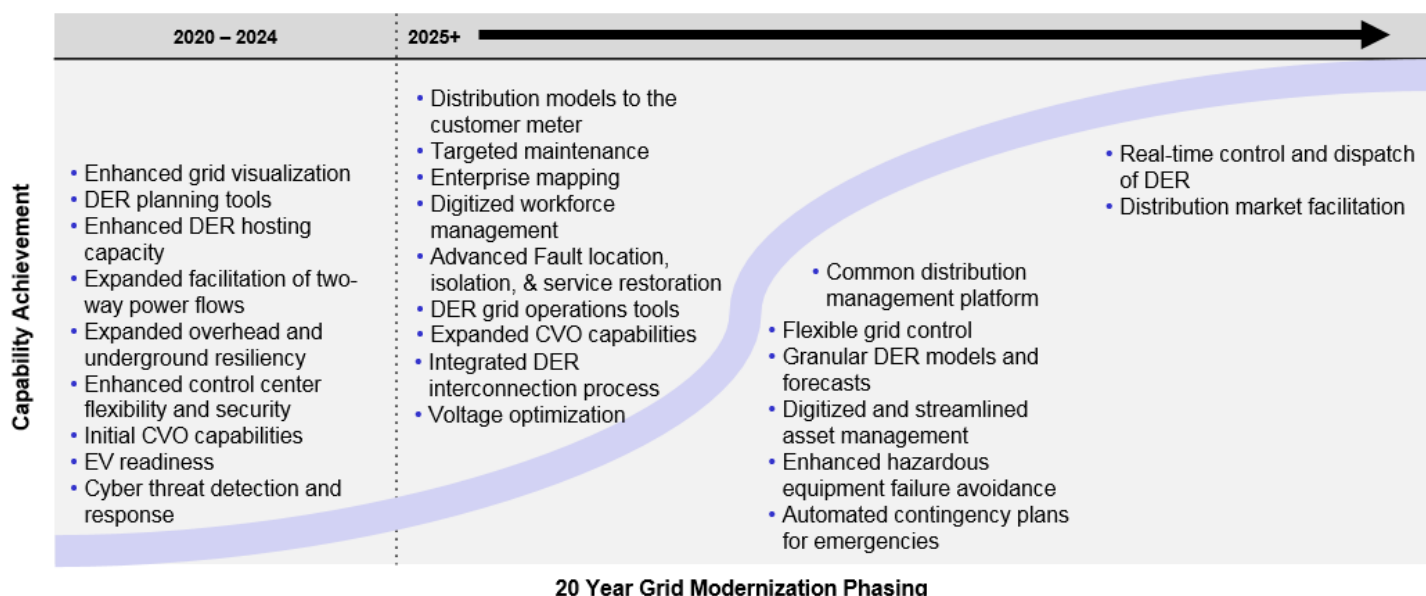 2020 – 2024
2025+
Capability Achievement
• Enhanced grid visualization
• DER planning tools
• Enhanced DER hosting
capacity
• Expanded facilitation of two-
way power flows
• Expanded overhead and
underground resiliency
• Enhanced control center
flexibility and security
• Initial CVO capabilities
• EV readiness
• Cyber threat detection and
response
• Distribution models to the
customer meter
• Targeted maintenance
• Enterprise mapping
• Digitized workforce
management
• Advanced Fault location,
isolation, & service restoration
• DER grid operations tools
• Expanded CVO capabilities
• Integrated DER
interconnection process
• Voltage optimization
• Common distribution
management platform
• Flexible grid control
• Granular DER models and
forecasts
• Digitized and streamlined
asset management
• Enhanced hazardous
equipment failure avoidance
• Automated contingency plans
for emergencies
• Real-time control and dispatch
of DER
• Distribution market facilitation
20 Year Grid Modernization Phasing